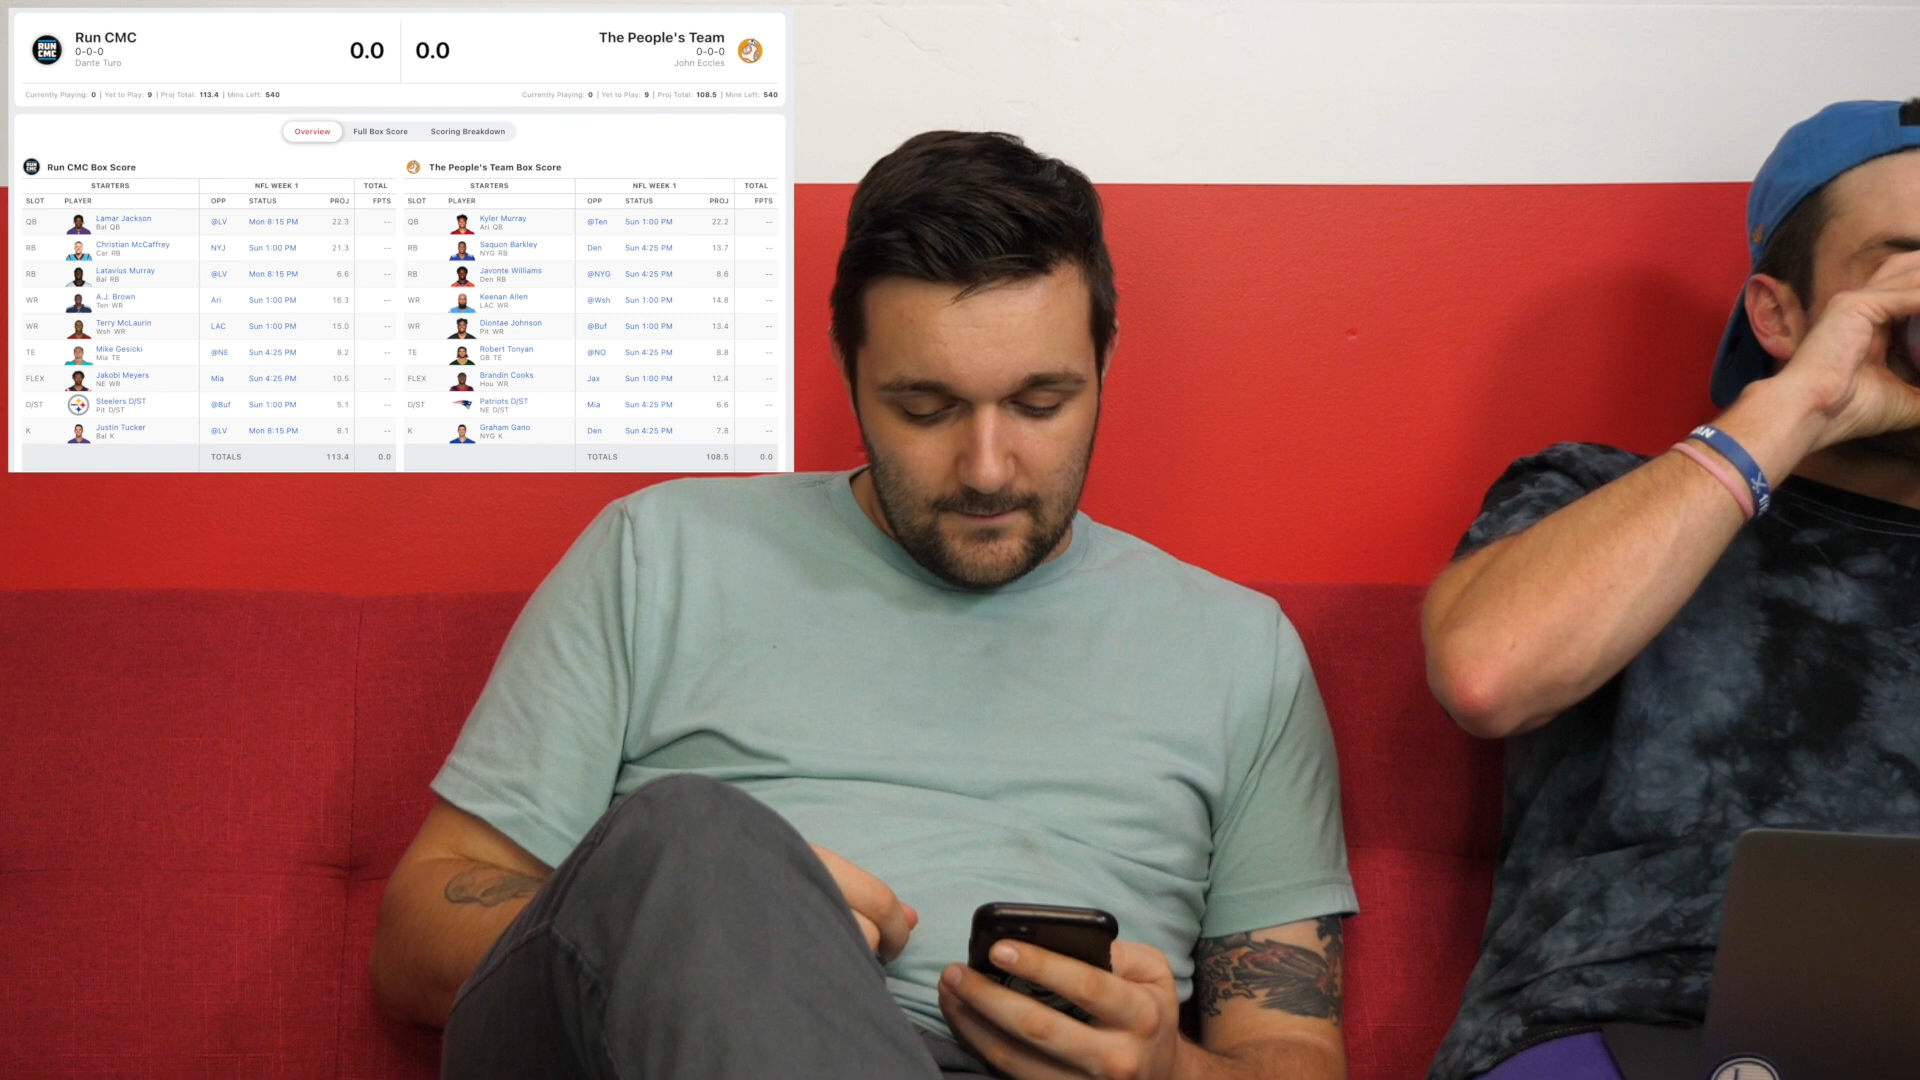 RUN CMC
Run CMC
0-0-0
Dante Turo
0.0
0.0
The People's Team
0-0-0
John Eccles
Currently Playing: 0 | Yet to Play: 9 | Proj Total: 113.4 | Mins Left: 540
Currently Playing: 0 | Yet to Play: 9 | Proj Total: 108.5 | Mins Left: 540
Overview Full Box Score Scoring Breakdown
Run CMC Box Score
STARTERS NFL WEEK 1 TOTAL
SLOT PLAYER OPP STATUS PROJ FPTS
QB Lamar Jackson @LV Mon 8:15 PM 22.3 --
Bal QB
RB Christian McCaffrey NYJ Sun 1:00 PM 21.3 --
Car RB
RB Latavius Murray @LV Mon 8:15 PM 6.6 --
Bal RB
WR A.J. Brown Ari Sun 1:00 PM 16.3 --
Ten WR
WR Terry McLaurin LAC Sun 1:00 PM 15.0 --
Wsh WR
TE Mike Gesicki @NE Sun 4:25 PM 8.2 --
Mia TE
FLEX Jakobi Meyers Mia Sun 4:25 PM 10.5 --
NE WR
D/ST Steelers D/ST @Buf Sun 1:00 PM 5.1 --
Pit D/ST
K Justin Tucker @LV Mon 8:15 PM 8.1 --
Bal K
TOTALS 113.4 0.0
The People's Team Box Score
STARTERS NFL WEEK 1 TOTAL
SLOT PLAYER OPP STATUS PROJ FPTS
QB Kyler Murray @Ten Sun 1:00 PM 22.2 --
Ari QB
RB Saquon Barkley Den Sun 4:25 PM 13.7 --
NYG RB
RB Javonte Williams @NYG Sun 4:25 PM 8.6 --
Den RB
WR Keenan Allen @Wsh Sun 1:00 PM 14.8 --
LAC WR
WR Diontae Johnson @Buf Sun 1:00 PM 13.4 --
Pit WR
TE Robert Tonyan @NO Sun 4:25 PM 8.8 --
GB TE
FLEX Brandin Cooks Jax Sun 1:00 PM 12.4 --
Hou WR
D/ST Patriots D/ST Mia Sun 4:25 PM 6.6 --
NE D/ST
K Graham Gano Den Sun 4:25 PM 7.8 --
NYG K
TOTALS 108.5 0.0